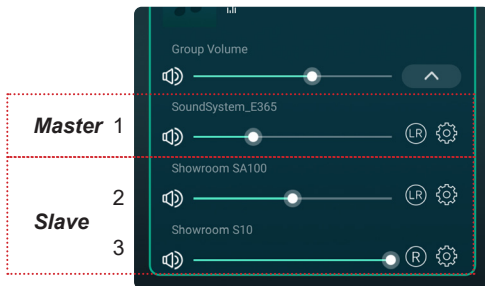 Group Volume
SoundSystem_E365
Master 1
LR
Showroom SA100
2
LR
Slave
Showroom S10
3
R